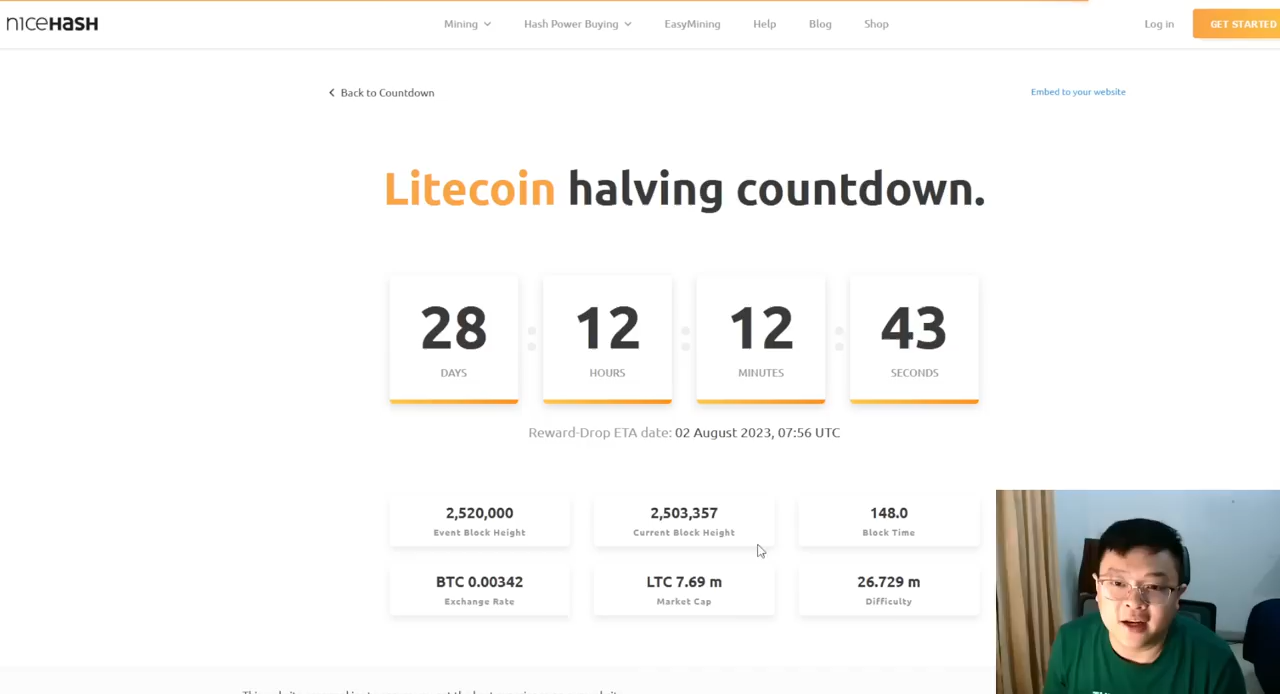 nıceHASH
Mining
Hash Power Buying
EasyMining
Help
Blog
Shop
Log in
GET STARTED
Back to Countdown
Embed to your website
Litecoin halving countdown.
28 : 12 : 12 : 43
DAYS HOURS MINUTES SECONDS
Reward-Drop ETA date: 02 August 2023, 07:56 UTC
2,520,000
Event Block Height
2,503,357
Current Block Height
148.0
Block Time
BTC 0.00342
Exchange Rate
LTC 7.69 m
Market Cap
26.729 m
Difficulty